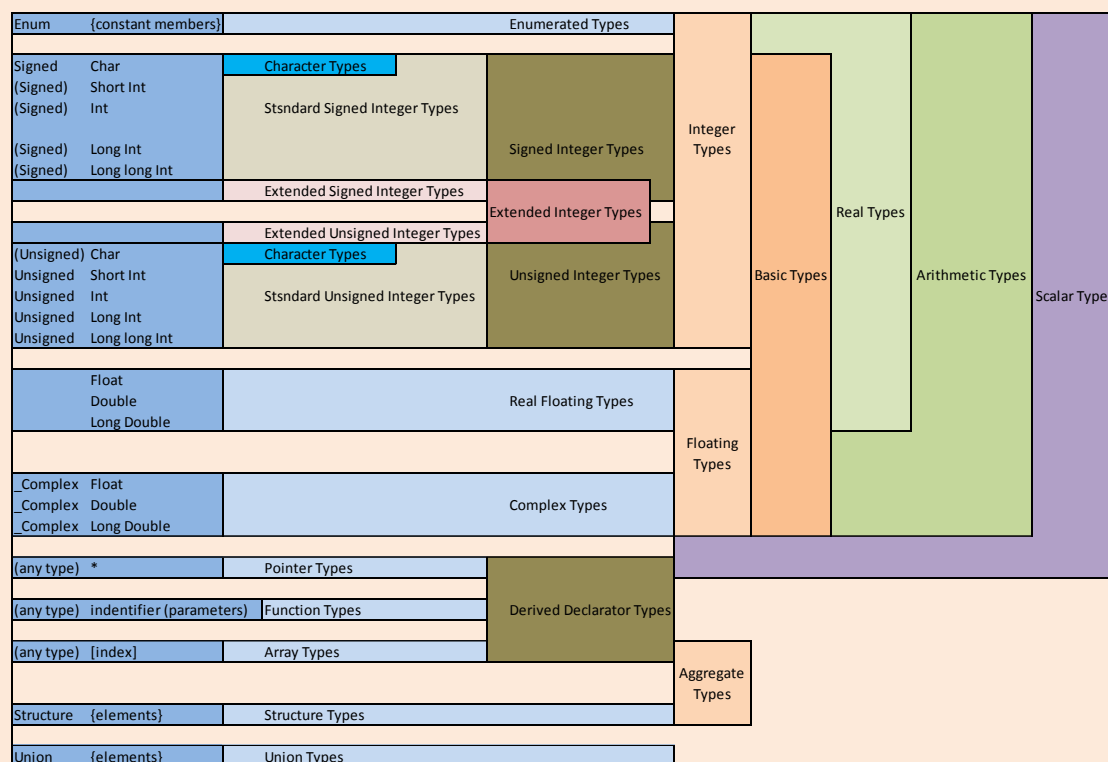 Enum {constant members} Enumerated Types
Signed Char Character Types
(Signed) Short Int
(Signed) Int Stsndard Signed Integer Types
Integer Types
(Signed) Long Int Signed Integer Types
(Signed) Long long Int
Extended Signed Integer Types
Extended Integer Types Real Types
Extended Unsigned Integer Types
(Unsigned) Char Character Types
Unsigned Short Int Unsigned Integer Types Basic Types Arithmetic Types
Unsigned Int Stsndard Unsigned Integer Types Scalar Type
Unsigned Long Int
Unsigned Long long Int
Float
Double Real Floating Types
Long Double
Floating Types
_Complex Float
_Complex Double Complex Types
_Complex Long Double
(any type) * Pointer Types
(any type) indentifier (parameters) Function Types Derived Declarator Types
(any type) [index] Array Types
Aggregate Types
Structure {elements} Structure Types
Union {elements} Union Types